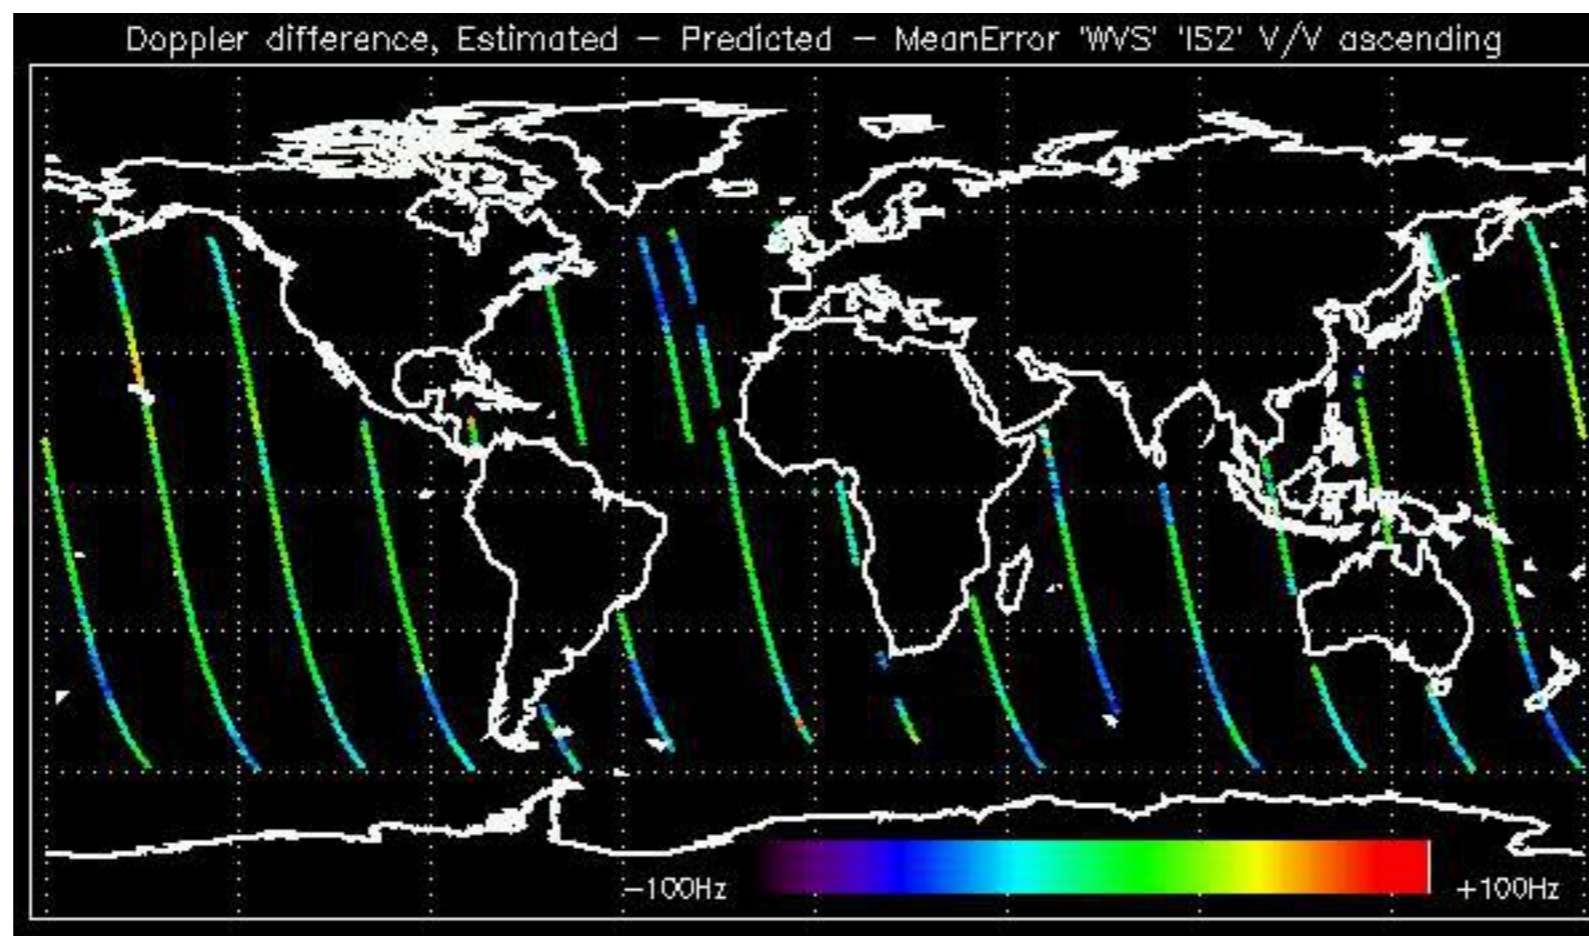 Doppler difference, Estimated – Predicted – MeanError 'WVS' 'IS2' V/V ascending
–100Hz
+100Hz